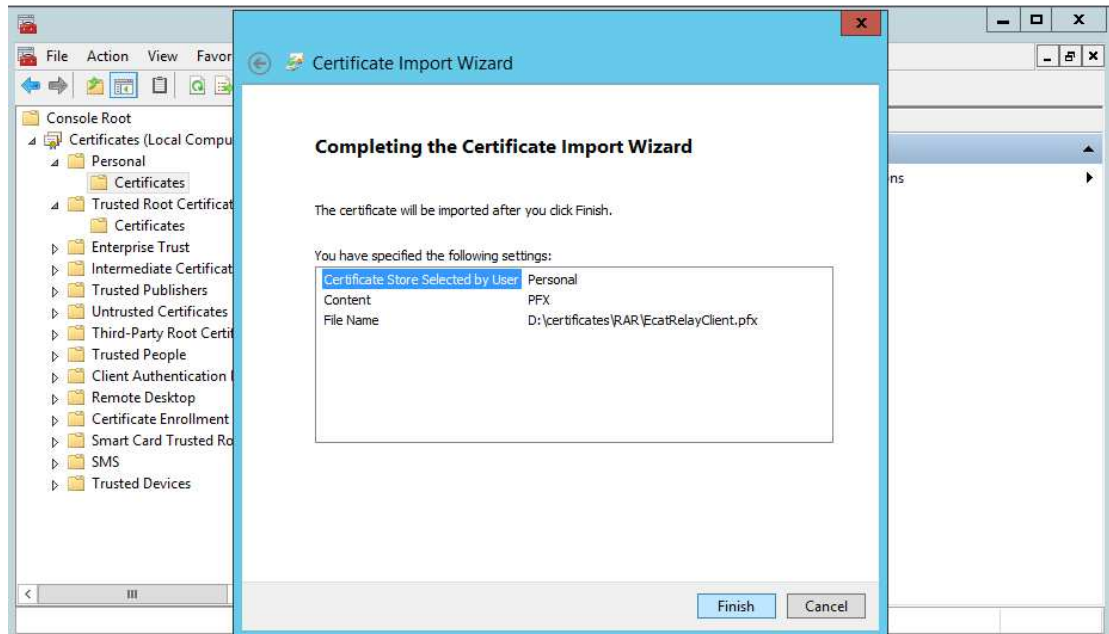 File Action View Favor
Certificate Import Wizard
Console Root
Certificates (Local Compu
Personal
Certificates
Trusted Root Certificat
Certificates
Enterprise Trust
Intermediate Certificat
Trusted Publishers
Untrusted Certificates
Third-Party Root Certif
Trusted People
Client Authentication I
Remote Desktop
Certificate Enrollment
Smart Card Trusted Ro
SMS
Trusted Devices
Completing the Certificate Import Wizard
The certificate will be imported after you click Finish.
You have specified the following settings:
Certificate Store Selected by User Personal
Content PFX
File Name D:\certificates\RAR\EcatRelayClient.pfx
ns
Finish Cancel